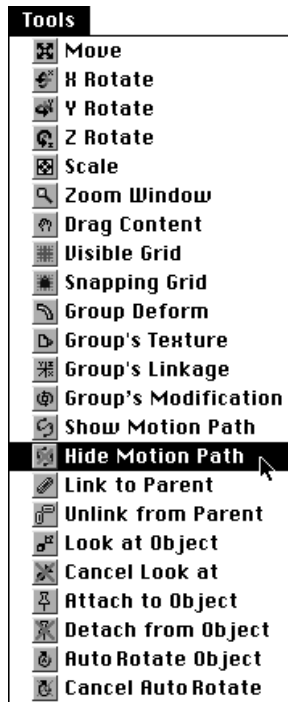 Tools
Move
X Rotate
Y Rotate
Z Rotate
Scale
Zoom Window
Drag Content
Visible Grid
Snapping Grid
Group Deform
Group's Texture
Group's Linkage
Group's Modification
Show Motion Path
Hide Motion Path
Link to Parent
Unlink from Parent
Look at Object
Cancel Look at
Attach to Object
Detach from Object
Auto Rotate Object
Cancel Auto Rotate